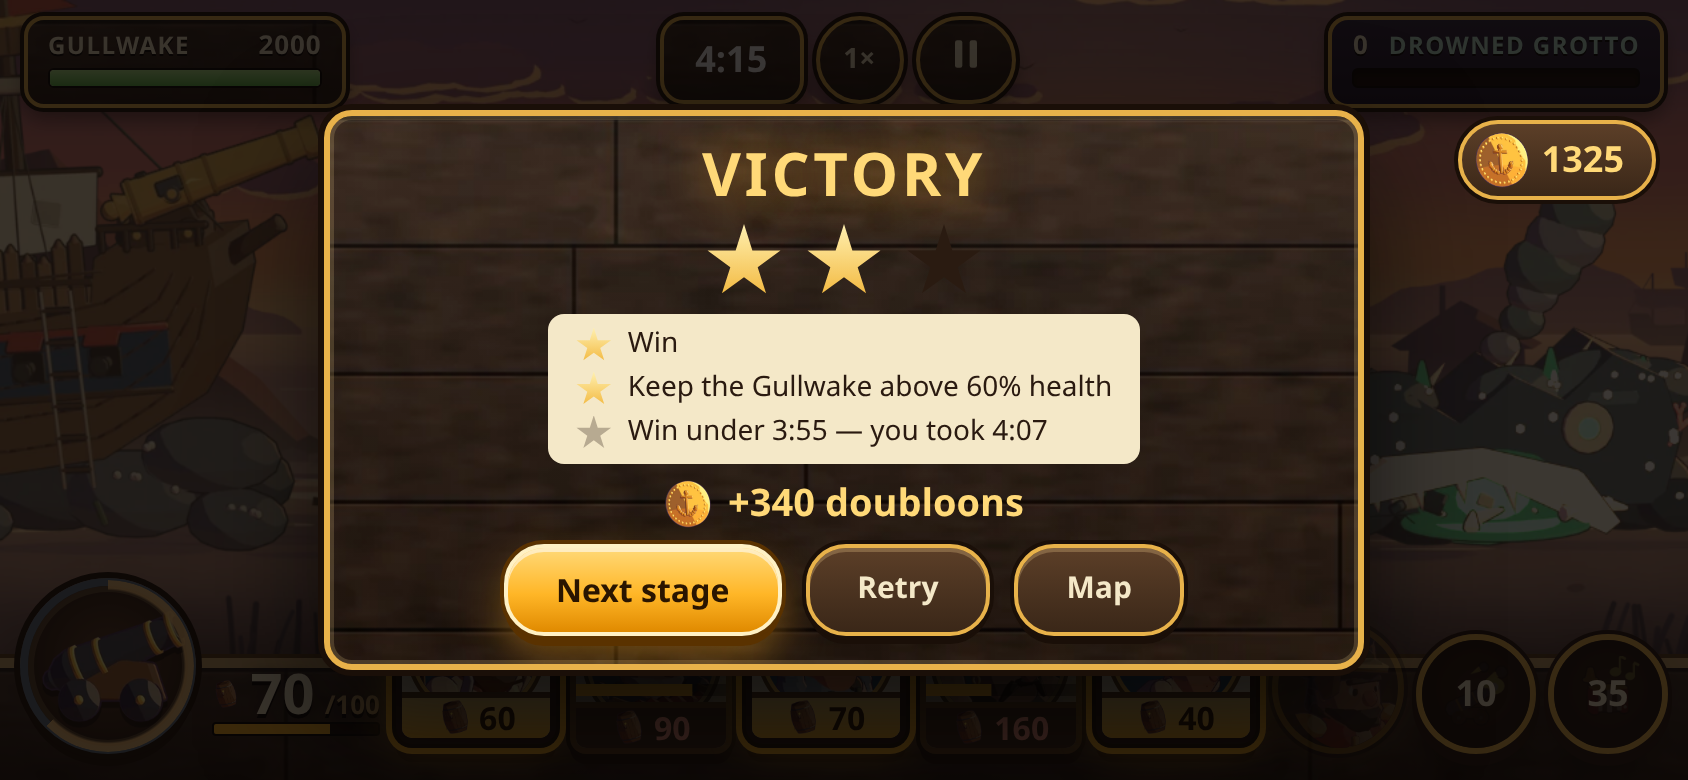 GULLWAKE 2000
4:15
1×
0 DROWNED GROTTO
1325
VICTORY
Win
Keep the Gullwake above 60% health
Win under 3:55 — you took 4:07
+340 doubloons
Next stage
Retry
Map
70 /100
60
90
70
160
40
10
35